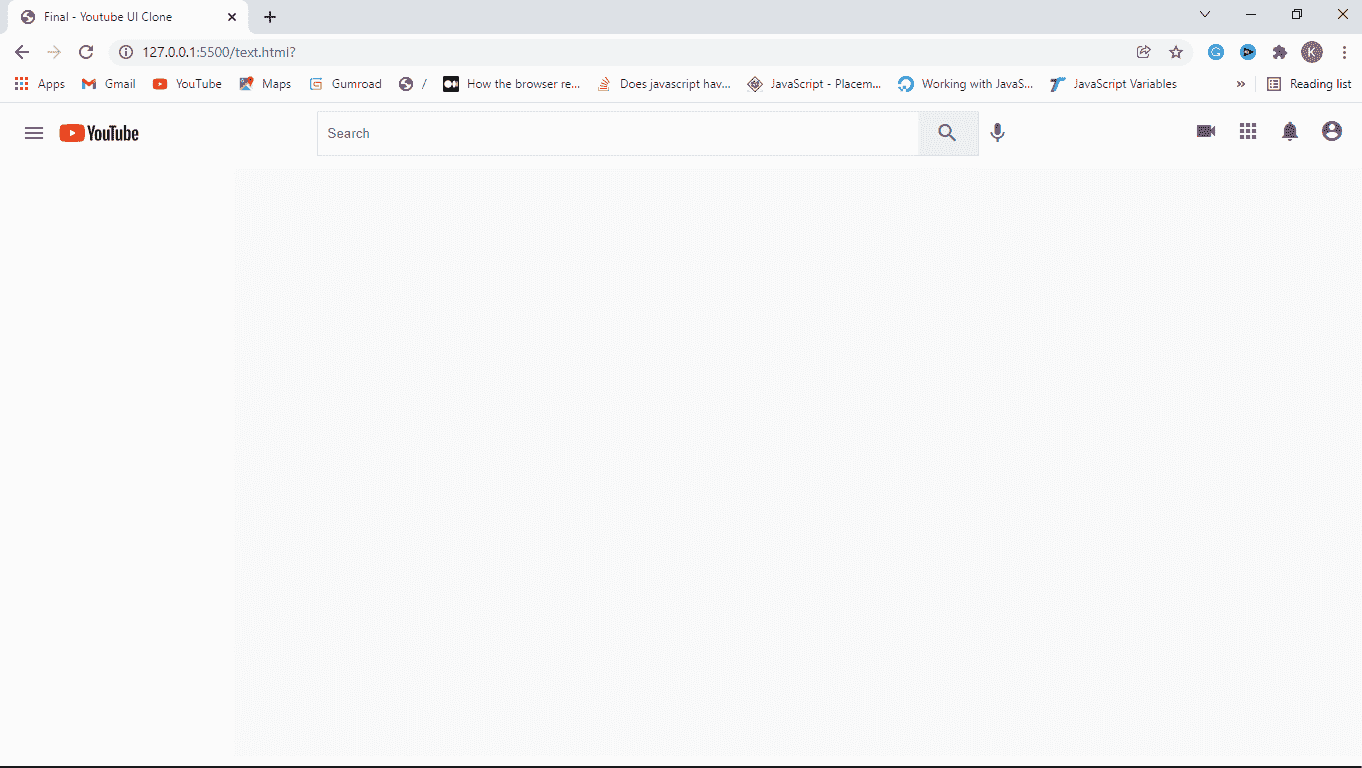 Final - Youtube UI Clone
127.0.0.1:5500/text.html?
K
Apps Gmail YouTube Maps Gumroad / How the browser re... Does javascript hav... JavaScript - Placem... Working with JavaS... JavaScript Variables » Reading list
YouTube Search